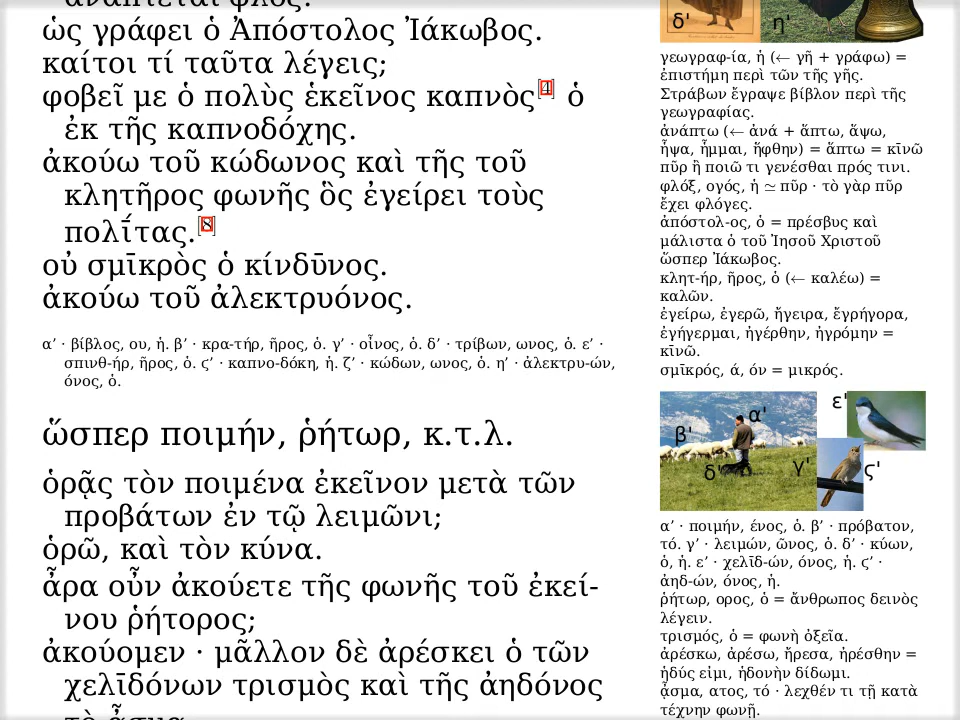 ὡς γράφει ὁ Ἀπόστολος Ἰάκωβος.
καίτοι τί ταῦτα λέγεις;
φοβεῖ με ὁ πολὺς ἐκεῖνος καπνὸς[4] ὁ
ἐκ τῆς καπνοδόχης.
ἀκούω τοῦ κώδωνος καὶ τῆς τοῦ
κλητῆρος φωνῆς ὃς ἐγείρει τοὺς
πολῑ́τας.[8]
οὐ σμῑκρὸς ὁ κίνδῡνος.
ἀκούω τοῦ ἀλεκτρυόνος.
α’ · βίβλος, ου, ἡ. β’ · κρα-τήρ, ῆρος, ὁ. γ’ · οἶνος, ὁ. δ’ · τρίβων, ωνος, ὁ. ε’ ·
σπινθ-ήρ, ῆρος, ὁ. ϛ’ · καπνο-δόκη, ἡ. ζ’ · κώδων, ωνος, ὁ. η’ · ἀλεκτρυ-ών,
όνος, ὁ.
ὥσπερ ποιμήν, ῥήτωρ, κ.τ.λ.
ὁρᾷς τὸν ποιμένα ἐκεῖνον μετὰ τῶν
προβάτων ἐν τῷ λειμῶνι;
ὁρῶ, καὶ τὸν κύνα.
ἆρα οὖν ἀκούετε τῆς φωνῆς τοῦ ἐκεί-
νου ῥήτορος;
ἀκούομεν · μᾶλλον δὲ ἀρέσκει ὁ τῶν
χελῑδόνων τρισμὸς καὶ τῆς ἀηδόνος
τὸ ᾆσμα
δ' η'
γεωγραφ-ία, ἡ (← γῆ + γράφω) =
ἐπιστήμη περὶ τῶν τῆς γῆς.
Στράβων ἔγραψε βίβλον περὶ τῆς
γεωγραφίας.
ἀνάπτω (← ἀνά + ἅπτω, ἅψω,
ἧψα, ἧμμαι, ἥφθην) = ἅπτω = κῑνῶ
πῦρ ἢ ποιῶ τι γενέσθαι πρός τινι.
φλόξ, ογός, ἡ ≃ πῦρ · τὸ γὰρ πῦρ
ἔχει φλόγες.
ἀπόστολ-ος, ὁ = πρέσβυς καὶ
μάλιστα ὁ τοῦ Ἰησοῦ Χριστοῦ
ὥσπερ Ἰάκωβος.
κλητ-ήρ, ῆρος, ὁ (← καλέω) =
καλῶν.
ἐγείρω, ἐγερῶ, ἤγειρα, ἔγρήγορα,
ἐγήγερμαι, ἠγέρθην, ἠγρόμην =
κῑνῶ.
σμῑκρός, ά, όν = μικρός.
α' β' γ' δ' ε' ϛ'
α’ · ποιμήν, ένος, ὁ. β’ · πρόβατον,
τό. γ’ · λειμών, ῶνος, ὁ. δ’ · κύων,
ὁ, ἡ. ε’ · χελῑδ-ών, όνος, ἡ. ϛ’ ·
ἀηδ-ών, όνος, ἡ.
ῥήτωρ, ορος, ὁ = ἄνθρωπος δεινὸς
λέγειν.
τρισμός, ὁ = φωνὴ ὀξεῖα.
ἀρέσκω, ἀρέσω, ἤρεσα, ἠρέσθην =
ἡδύς εἰμι, ἡδονὴν δίδωμι.
ᾆσμα, ατος, τό · λεχθέν τι τῇ κατὰ
τέχνην φωνῇ.